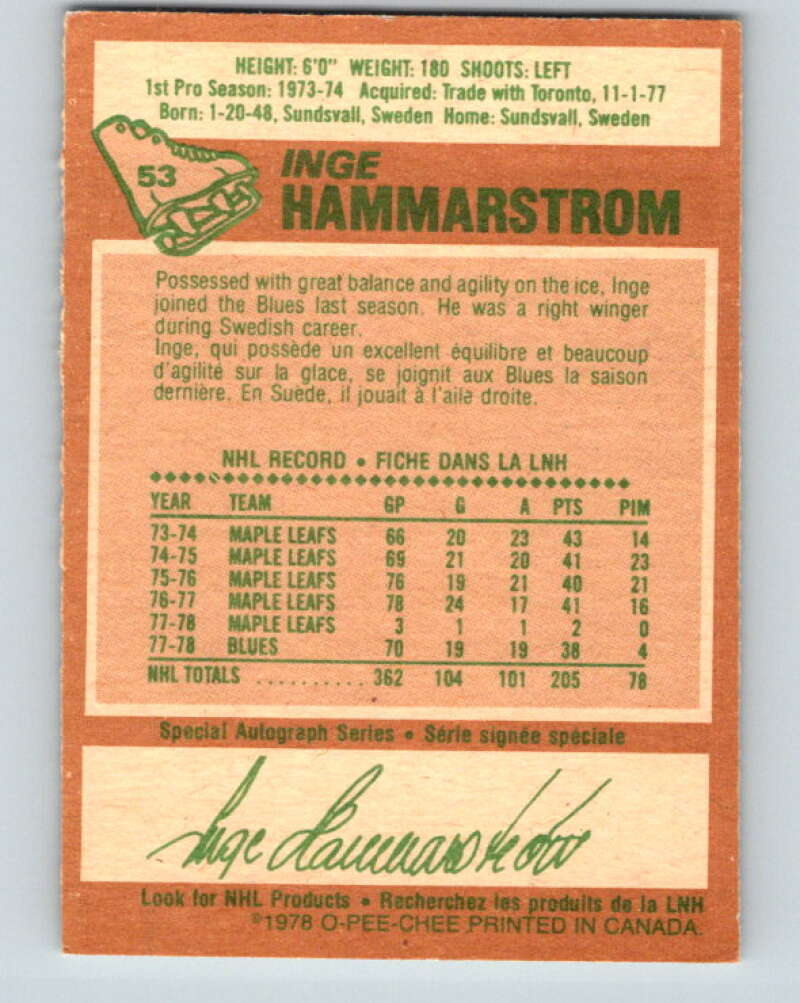 HEIGHT: 6'0" WEIGHT: 180 SHOOTS: LEFT
1st Pro Season: 1973-74 Acquired: Trade with Toronto, 11-1-77
Born: 1-20-48, Sundsvall, Sweden Home: Sundsvall, Sweden
53
INGE
HAMMARSTROM
Possessed with great balance and agility on the ice, Inge
joined the Blues last season. He was a right winger
during Swedish career.
Inge, qui possède un excellent équilibre et beaucoup
d'agilité sur la glace, se joignit aux Blues la saison
dernière. En Suède, il jouait à l'aile droite.
NHL RECORD • FICHE DANS LA LNH
YEAR TEAM GP G A PTS PIM
73-74 MAPLE LEAFS 66 20 23 43 14
74-75 MAPLE LEAFS 69 21 20 41 23
75-76 MAPLE LEAFS 76 19 21 40 21
76-77 MAPLE LEAFS 78 24 17 41 16
77-78 MAPLE LEAFS 3 1 1 2 0
77-78 BLUES 70 19 19 38 4
NHL TOTALS .......... 362 104 101 205 78
Special Autograph Series • Série signée spéciale
Inge Hammarström
Look for NHL Products • Recherchez les produits de la LNH
©1978 O-PEE-CHEE PRINTED IN CANADA.